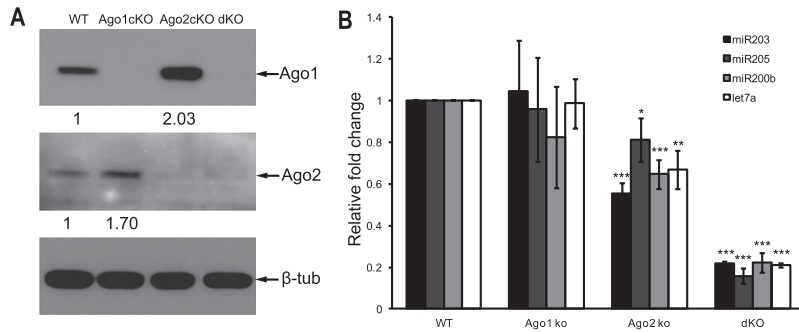 A
WT Ago1cKO Ago2cKO dKO
Ago1
1 2.03
Ago2
1 1.70
β-tub
B
Relative fold change
1.4
1.2
1
0.8
0.6
0.4
0.2
0
miR203
miR205
miR200b
let7a
*** * *** **
*** *** *** ***
WT Ago1 ko Ago2 ko dKO